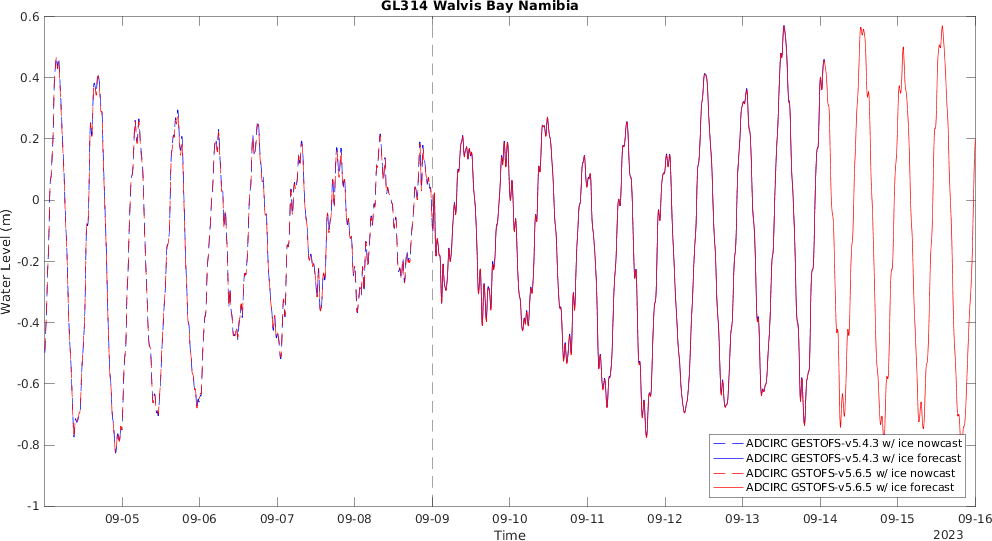 GL314 Walvis Bay Namibia
Water Level (m)
0.6
0.4
0.2
0
-0.2
-0.4
-0.6
-0.8
-1
09-05 09-06 09-07 09-08 09-09 09-10 09-11 09-12 09-13 09-14 09-15 09-16
Time
2023
ADCIRC GESTOFS-v5.4.3 w/ ice nowcast
ADCIRC GESTOFS-v5.4.3 w/ ice forecast
ADCIRC GSTOFS-v5.6.5 w/ ice nowcast
ADCIRC GSTOFS-v5.6.5 w/ ice forecast